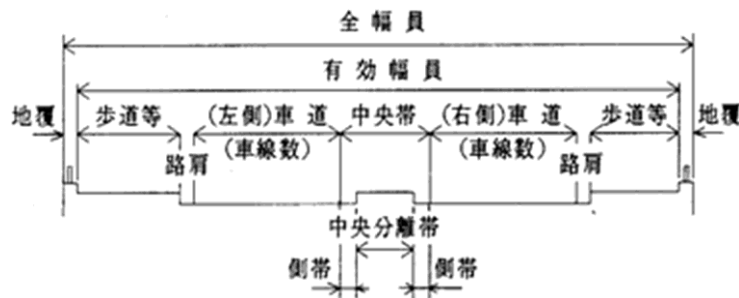 全幅員
有効幅員
地覆 歩道等 (左側)車道 中央帯 (右側)車道 歩道等 地覆
路肩 (車線数) (車線数) 路肩
中央分離帯
側帯 側帯